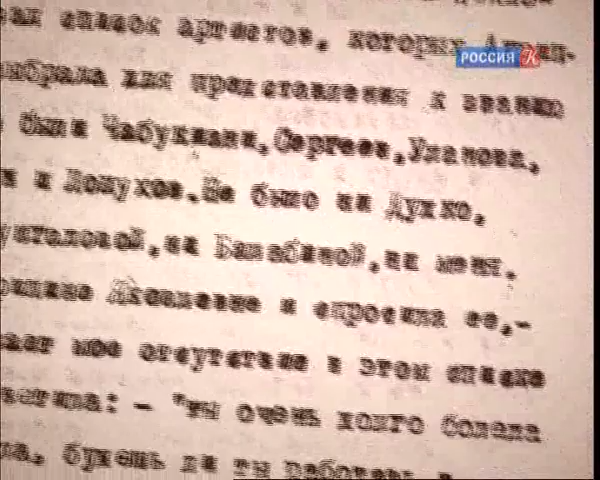 список артистов, которых
РОССИЯ К
выбрала для представления к званию
были Чабукиани, Сергеев, Уланова,
и Лопухов. Не было ни Дудко,
ни Балабиной, ни меня.
Яковлевне и спросила ее,-
мое отсутствие в этом списке
: - "ты очень долго болела
будешь ли ты работать